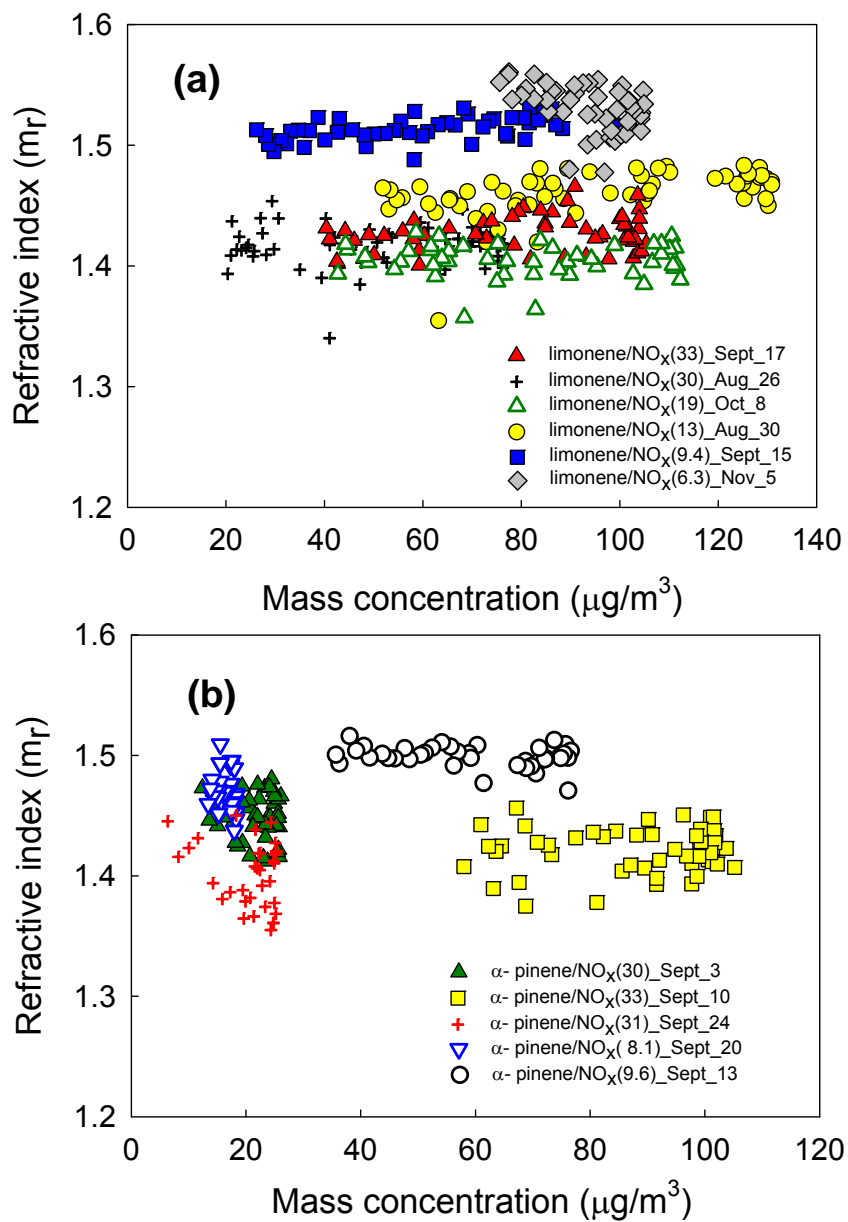 1.6
(a)
1.5
1.4
1.3
1.2
Refractive index (mr)
limonene/NOx(33)_Sept_17
limonene/NOx(30)_Aug_26
limonene/NOx(19)_Oct_8
limonene/NOx(13)_Aug_30
limonene/NOx(9.4)_Sept_15
limonene/NOx(6.3)_Nov_5
0 20 40 60 80 100 120 140
Mass concentration (μg/m3)
1.6
(b)
1.5
1.4
1.3
1.2
Refractive index (mr)
α- pinene/NOx(30)_Sept_3
α- pinene/NOx(33)_Sept_10
α- pinene/NOx(31)_Sept_24
α- pinene/NOx( 8.1)_Sept_20
α- pinene/NOx(9.6)_Sept_13
0 20 40 60 80 100 120
Mass concentration (μg/m3)